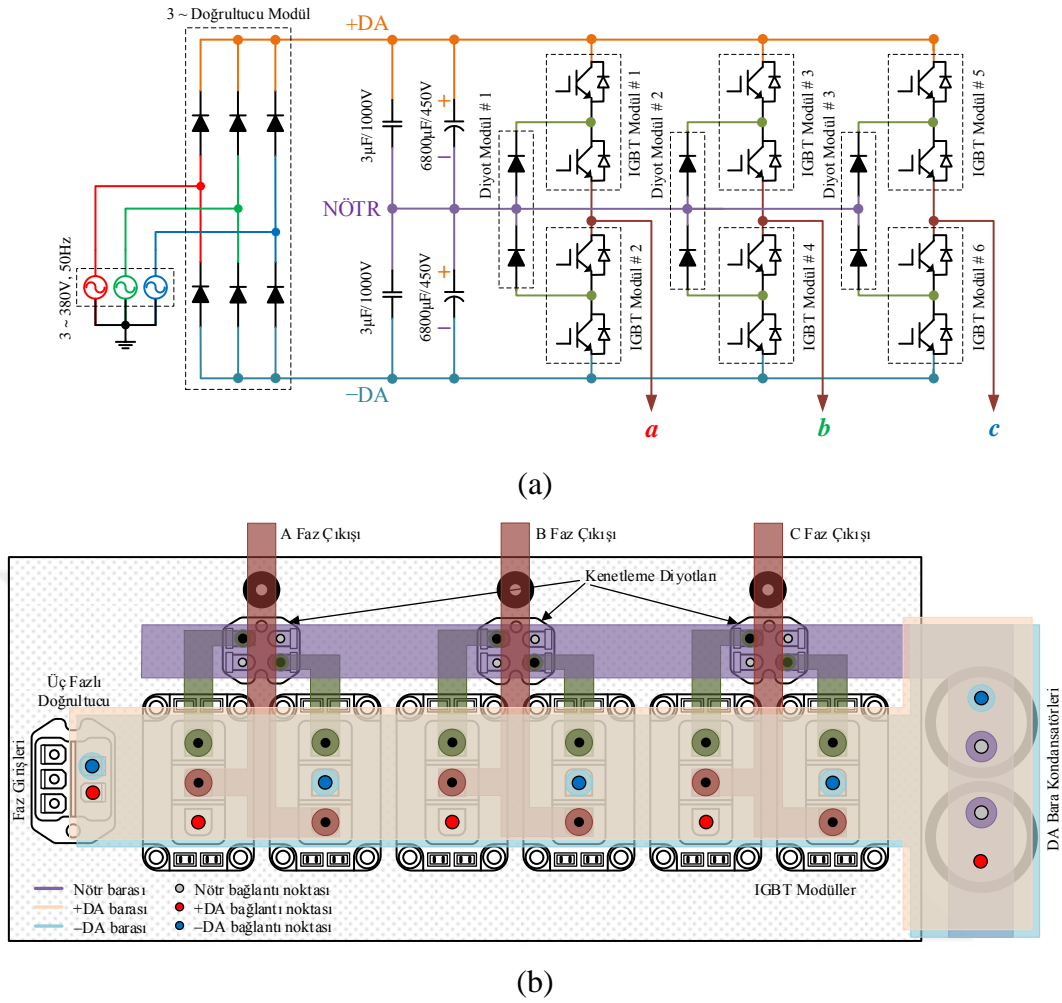 3 ~ Doğrultucu Modül
+DA
3µF/1000V
6800µF/450V
+
−
Diyot Modül # 1
IGBT Modül # 1
Diyot Modül # 2
IGBT Modül # 3
Diyot Modül # 3
IGBT Modül # 5
NÖTR
3 ~ 380V, 50Hz
3µF/1000V
6800µF/450V
+
−
IGBT Modül # 2
IGBT Modül # 4
IGBT Modül # 6
−DA
a
b
c
(a)
A Faz Çıkışı
B Faz Çıkışı
C Faz Çıkışı
Kenetleme Diyotları
Üç Fazlı
Doğrultucu
Faz Girişleri
DA Bara Kondansatörleri
IGBT Modüller
Nötr barası
Nötr bağlantı noktası
+DA barası
+DA bağlantı noktası
−DA barası
−DA bağlantı noktası
(b)